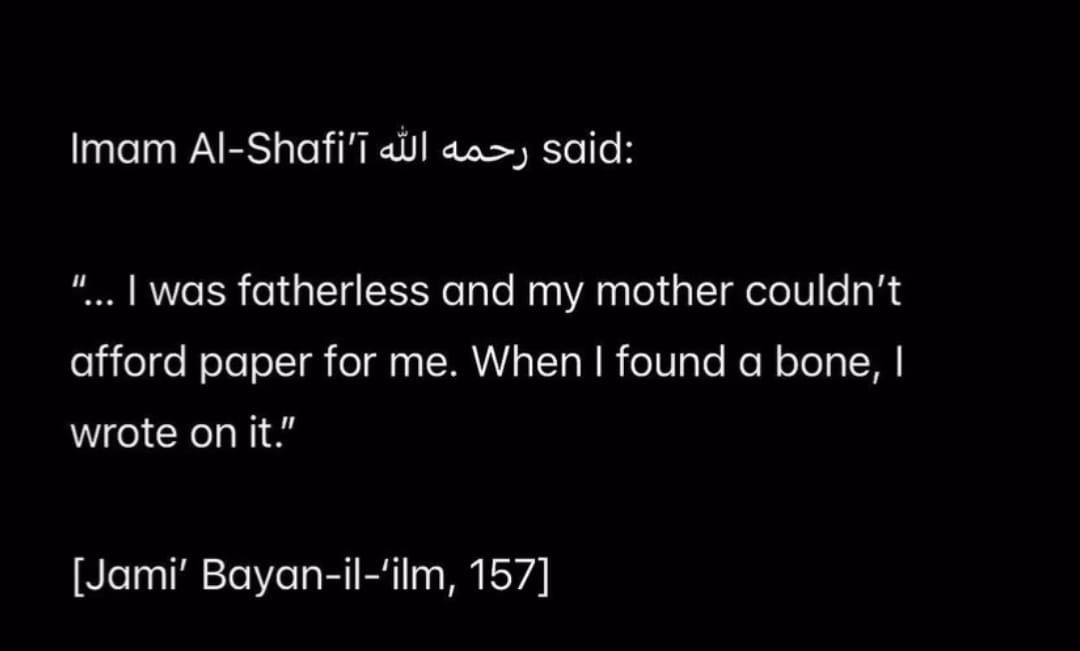 Imam Al-Shafi’ī رحمه الله said:
“... I was fatherless and my mother couldn’t
afford paper for me. When I found a bone, I
wrote on it.”
[Jami’ Bayan-il-‘ilm, 157]